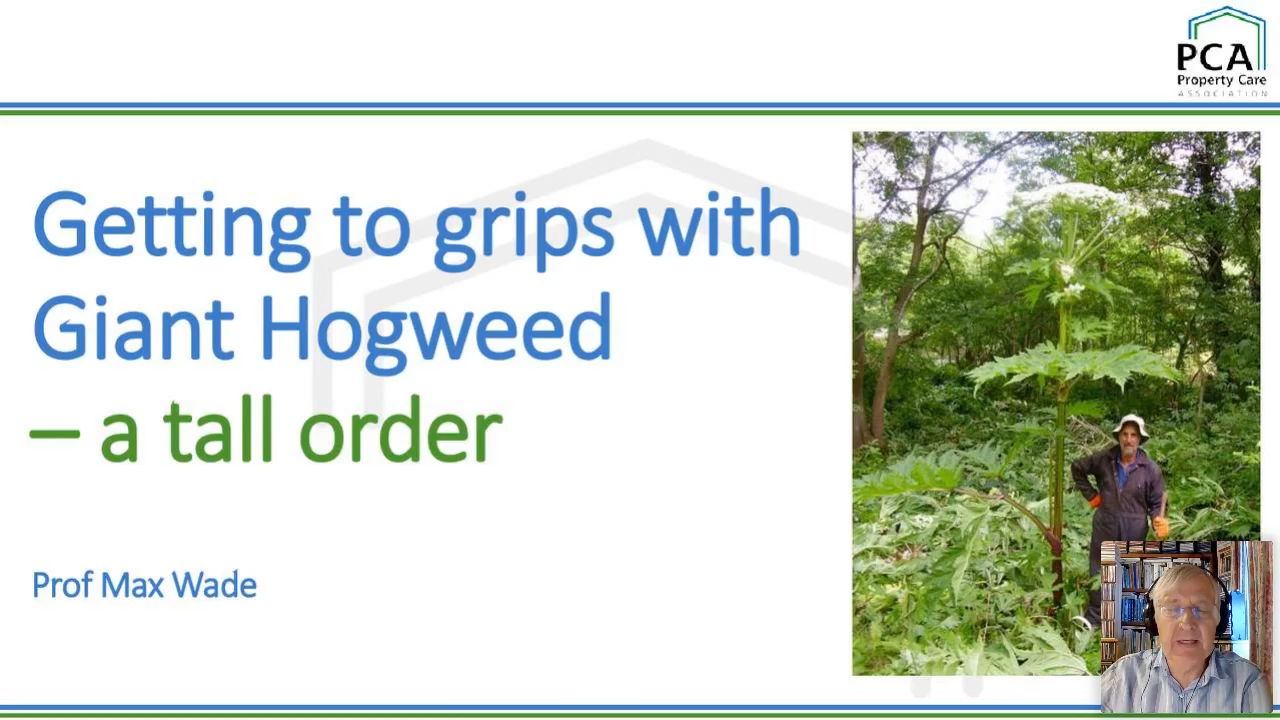 PCA
Property Care
ASSOCIATION
Getting to grips with
Giant Hogweed
– a tall order
Prof Max Wade